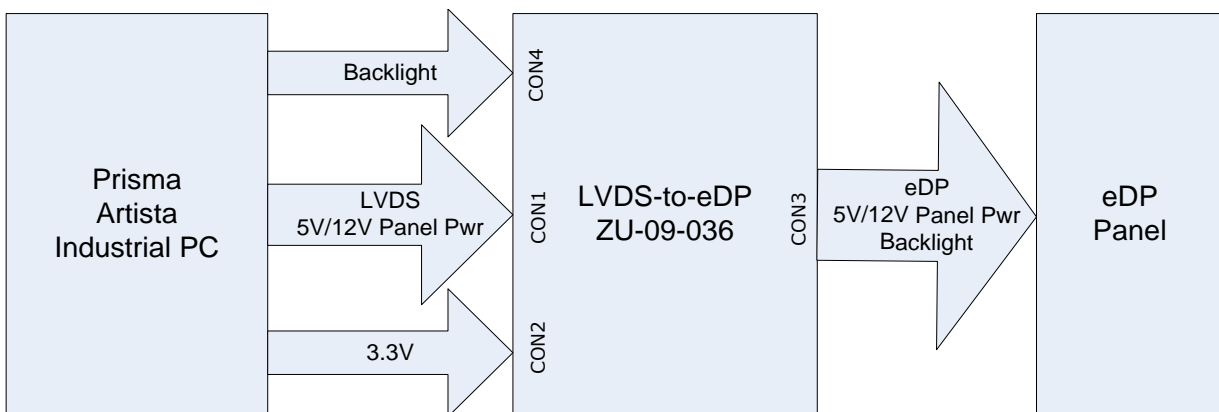 Prisma
Artista
Industrial PC
Backlight
LVDS
5V/12V Panel Pwr
3.3V
CON4
CON1
CON2
LVDS-to-eDP
ZU-09-036
CON3
eDP
5V/12V Panel Pwr
Backlight
eDP
Panel